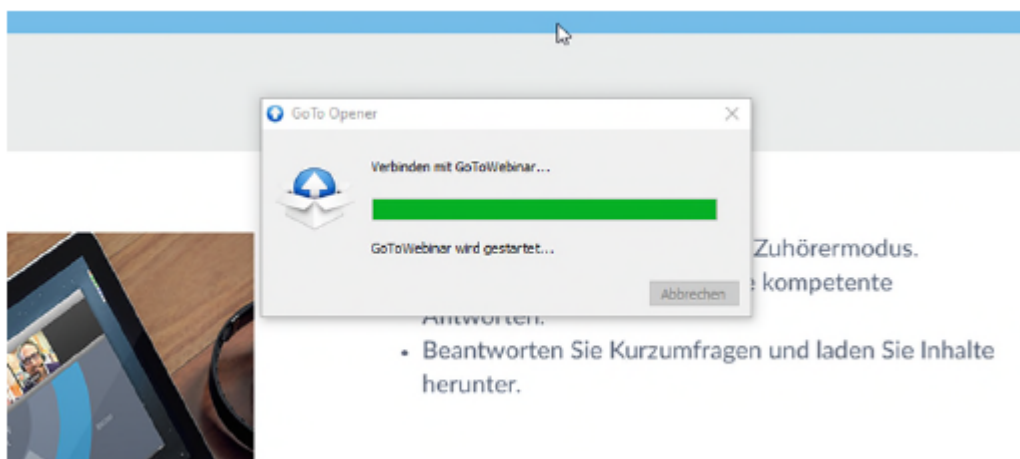 GoTo Opener
Verbinden mit GoToWebinar...
GoToWebinar wird gestartet...
Abbrechen
Zuhörermodus.
kompetente
Antworten.
• Beantworten Sie Kurzumfragen und laden Sie Inhalte
herunter.